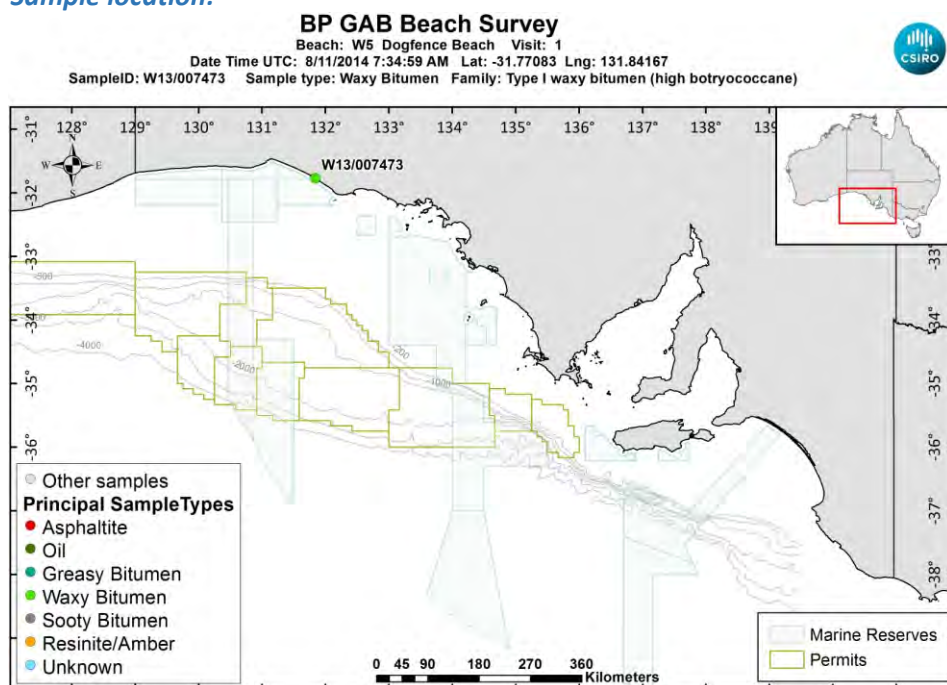 Sample location:
BP GAB Beach Survey
Beach: W5 Dogfence Beach Visit: 1
Date Time UTC: 8/11/2014 7:34:59 AM Lat: -31.77083 Lng: 131.84167
SampleID: W13/007473 Sample type: Waxy Bitumen Family: Type I waxy bitumen (high botryococcane)
CSIRO
128° 129° 130° 131° 132° 133° 134° 135° 136° 137° 138° 139
-31°
-32°
-33°
-34°
-35°
-36°
-37°
-38°
N
W E
S
W13/007473
-500
-4000
-2000
-200
-1000
-34°
-35°
-36°
-37°
-38°
Other samples
Principal SampleTypes
Asphaltite
Oil
Greasy Bitumen
Waxy Bitumen
Sooty Bitumen
Resinite/Amber
Unknown
0 45 90 180 270 360
Kilometers
Marine Reserves
Permits